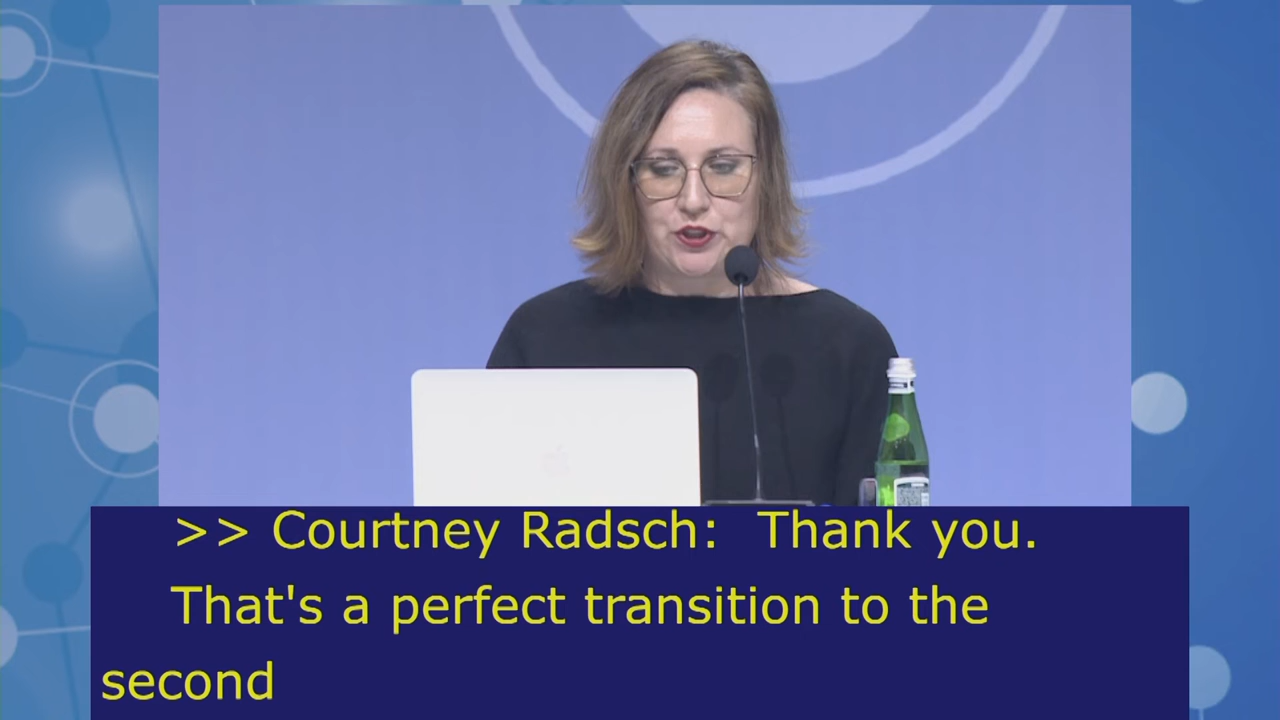 >> Courtney Radsch:  Thank you.
That's a perfect transition to the
second